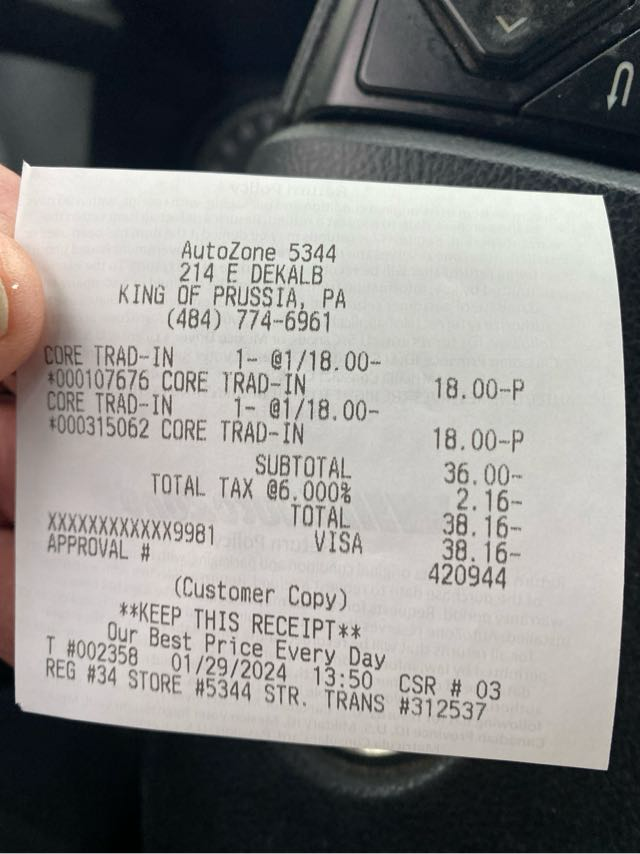 AutoZone 5344
214 E DEKALB
KING OF PRUSSIA, PA
(484) 774-6961
CORE TRAD-IN 1- @1/18.00-
*000107676 CORE TRAD-IN 18.00-P
CORE TRAD-IN 1- @1/18.00-
*000315062 CORE TRAD-IN 18.00-P
SUBTOTAL 36.00-
TOTAL TAX @6.000% 2.16-
TOTAL 38.16-
XXXXXXXXXXXX9981 VISA 38.16-
APPROVAL # 420944
(Customer Copy)
**KEEP THIS RECEIPT**
Our Best Price Every Day
T #002358 01/29/2024 13:50 CSR # 03
REG #34 STORE #5344 STR. TRANS #312537